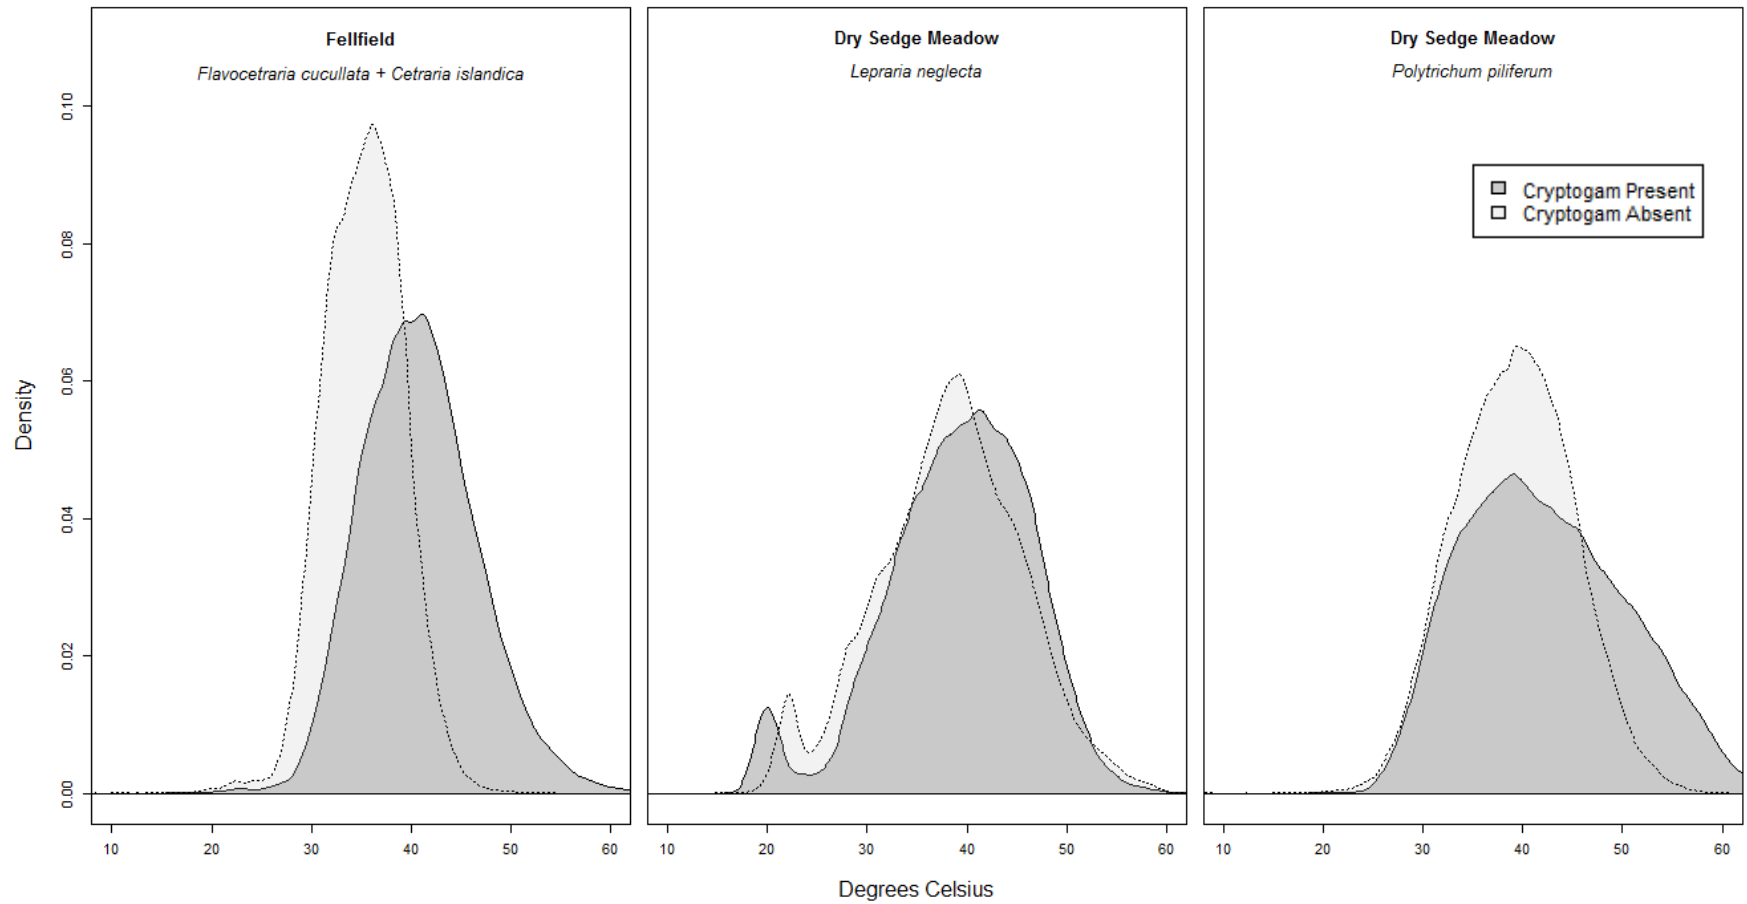 Fellfield
Flavocetraria cucullata + Cetraria islandica
Dry Sedge Meadow
Lepraria neglecta
Dry Sedge Meadow
Polytrichum piliferum
Cryptogam Present
Cryptogam Absent
Density
0.10
0.08
0.06
0.04
0.02
0.00
10 20 30 40 50 60
10 20 30 40 50 60
10 20 30 40 50 60
Degrees Celsius